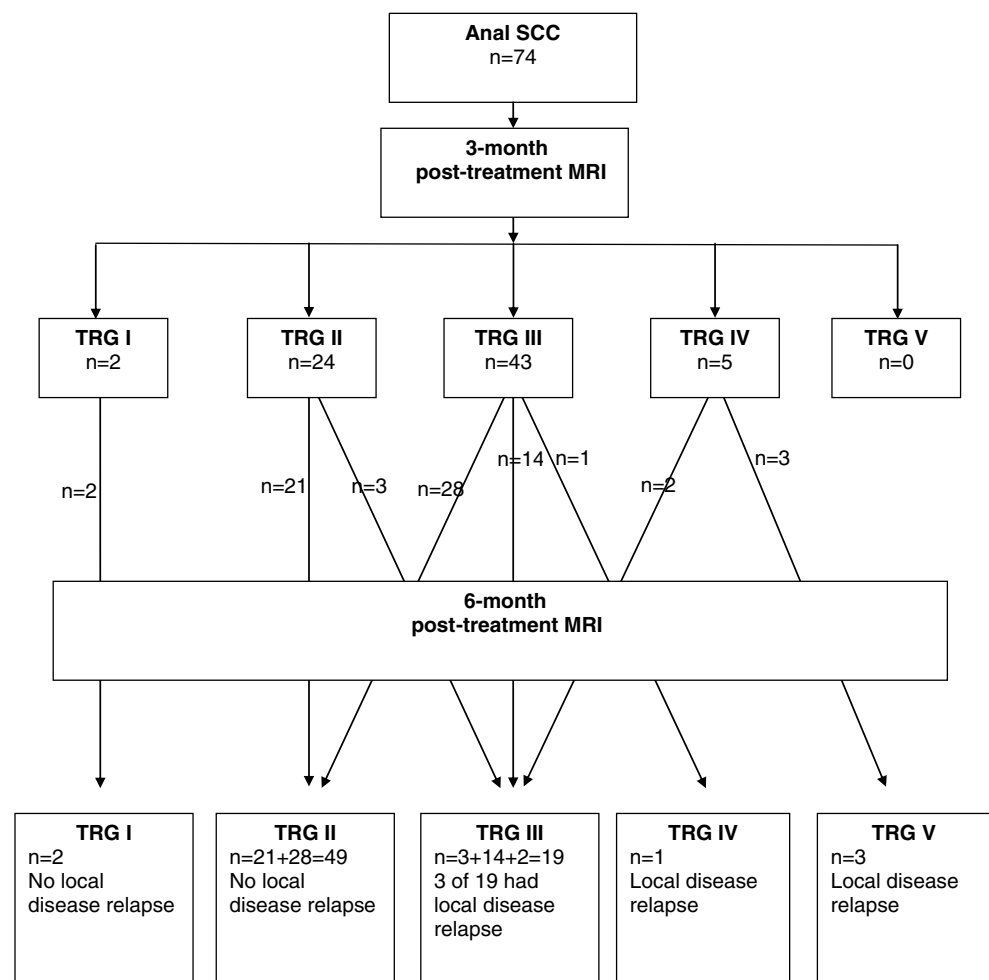 Anal SCC
n=74
3-month
post-treatment MRI
TRG I
n=2
TRG II
n=24
TRG III
n=43
TRG IV
n=5
TRG V
n=0
n=2
n=21
n=3
n=28
n=14
n=1
n=2
n=3
6-month
post-treatment MRI
TRG I
n=2
No local
disease relapse
TRG II
n=21+28=49
No local
disease relapse
TRG III
n=3+14+2=19
3 of 19 had
local disease
relapse
TRG IV
n=1
Local disease
relapse
TRG V
n=3
Local disease
relapse